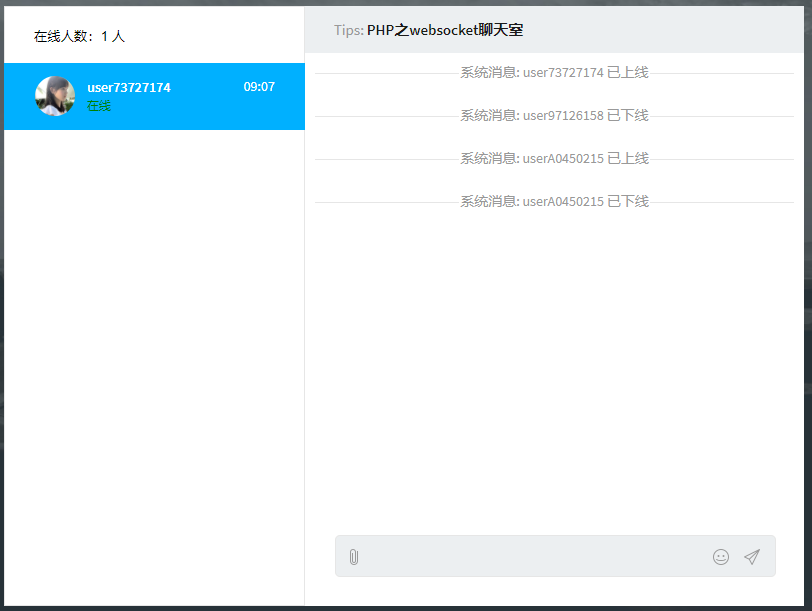 在线人数：1 人
user73727174 09:07
在线
Tips: PHP之websocket聊天室
系统消息: user73727174 已上线
系统消息: user97126158 已下线
系统消息: userA0450215 已上线
系统消息: userA0450215 已下线